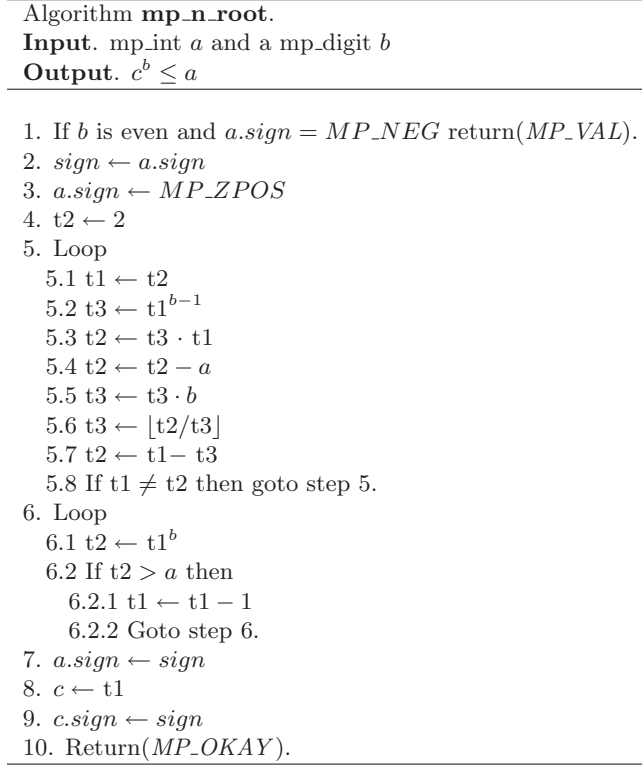 Algorithm mp_n_root.
Input. mp_int a and a mp_digit b
Output. c^b ≤ a
1. If b is even and a.sign = MP_NEG return(MP_VAL).
2. sign ← a.sign
3. a.sign ← MP_ZPOS
4. t2 ← 2
5. Loop
5.1 t1 ← t2
5.2 t3 ← t1^{b−1}
5.3 t2 ← t3 · t1
5.4 t2 ← t2 − a
5.5 t3 ← t3 · b
5.6 t3 ← ⌊t2/t3⌋
5.7 t2 ← t1− t3
5.8 If t1 ≠ t2 then goto step 5.
6. Loop
6.1 t2 ← t1^b
6.2 If t2 > a then
6.2.1 t1 ← t1 − 1
6.2.2 Goto step 6.
7. a.sign ← sign
8. c ← t1
9. c.sign ← sign
10. Return(MP_OKAY).